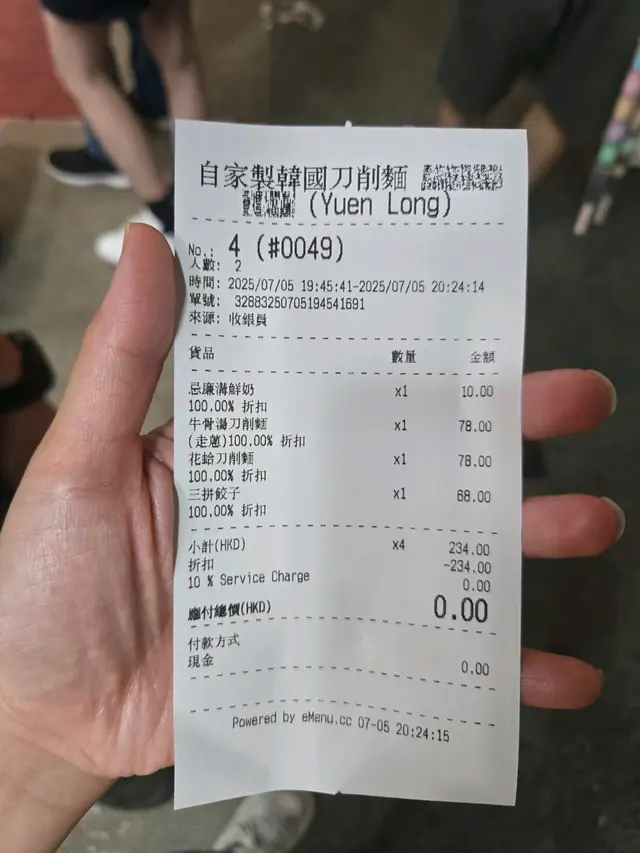 自家製韓國刀削麵
(Yuen Long)
No.: 4 (#0049)
人數: 2
時間: 2025/07/05 19:45:41-2025/07/05 20:24:14
單號: 32883250705194541691
來源: 收銀員
貨品 數量 金額
忌廉溝鮮奶 x1 10.00
100.00% 折扣
牛骨湯刀削麵 x1 78.00
(走蔥)100.00% 折扣
花蛤刀削麵 x1 78.00
100.00% 折扣
三拼餃子 x1 68.00
100.00% 折扣
小計(HKD) x4 234.00
折扣 -234.00
10 % Service Charge 0.00
應付總價(HKD) 0.00
付款方式
現金 0.00
Powered by eMenu.cc 07-05 20:24:15